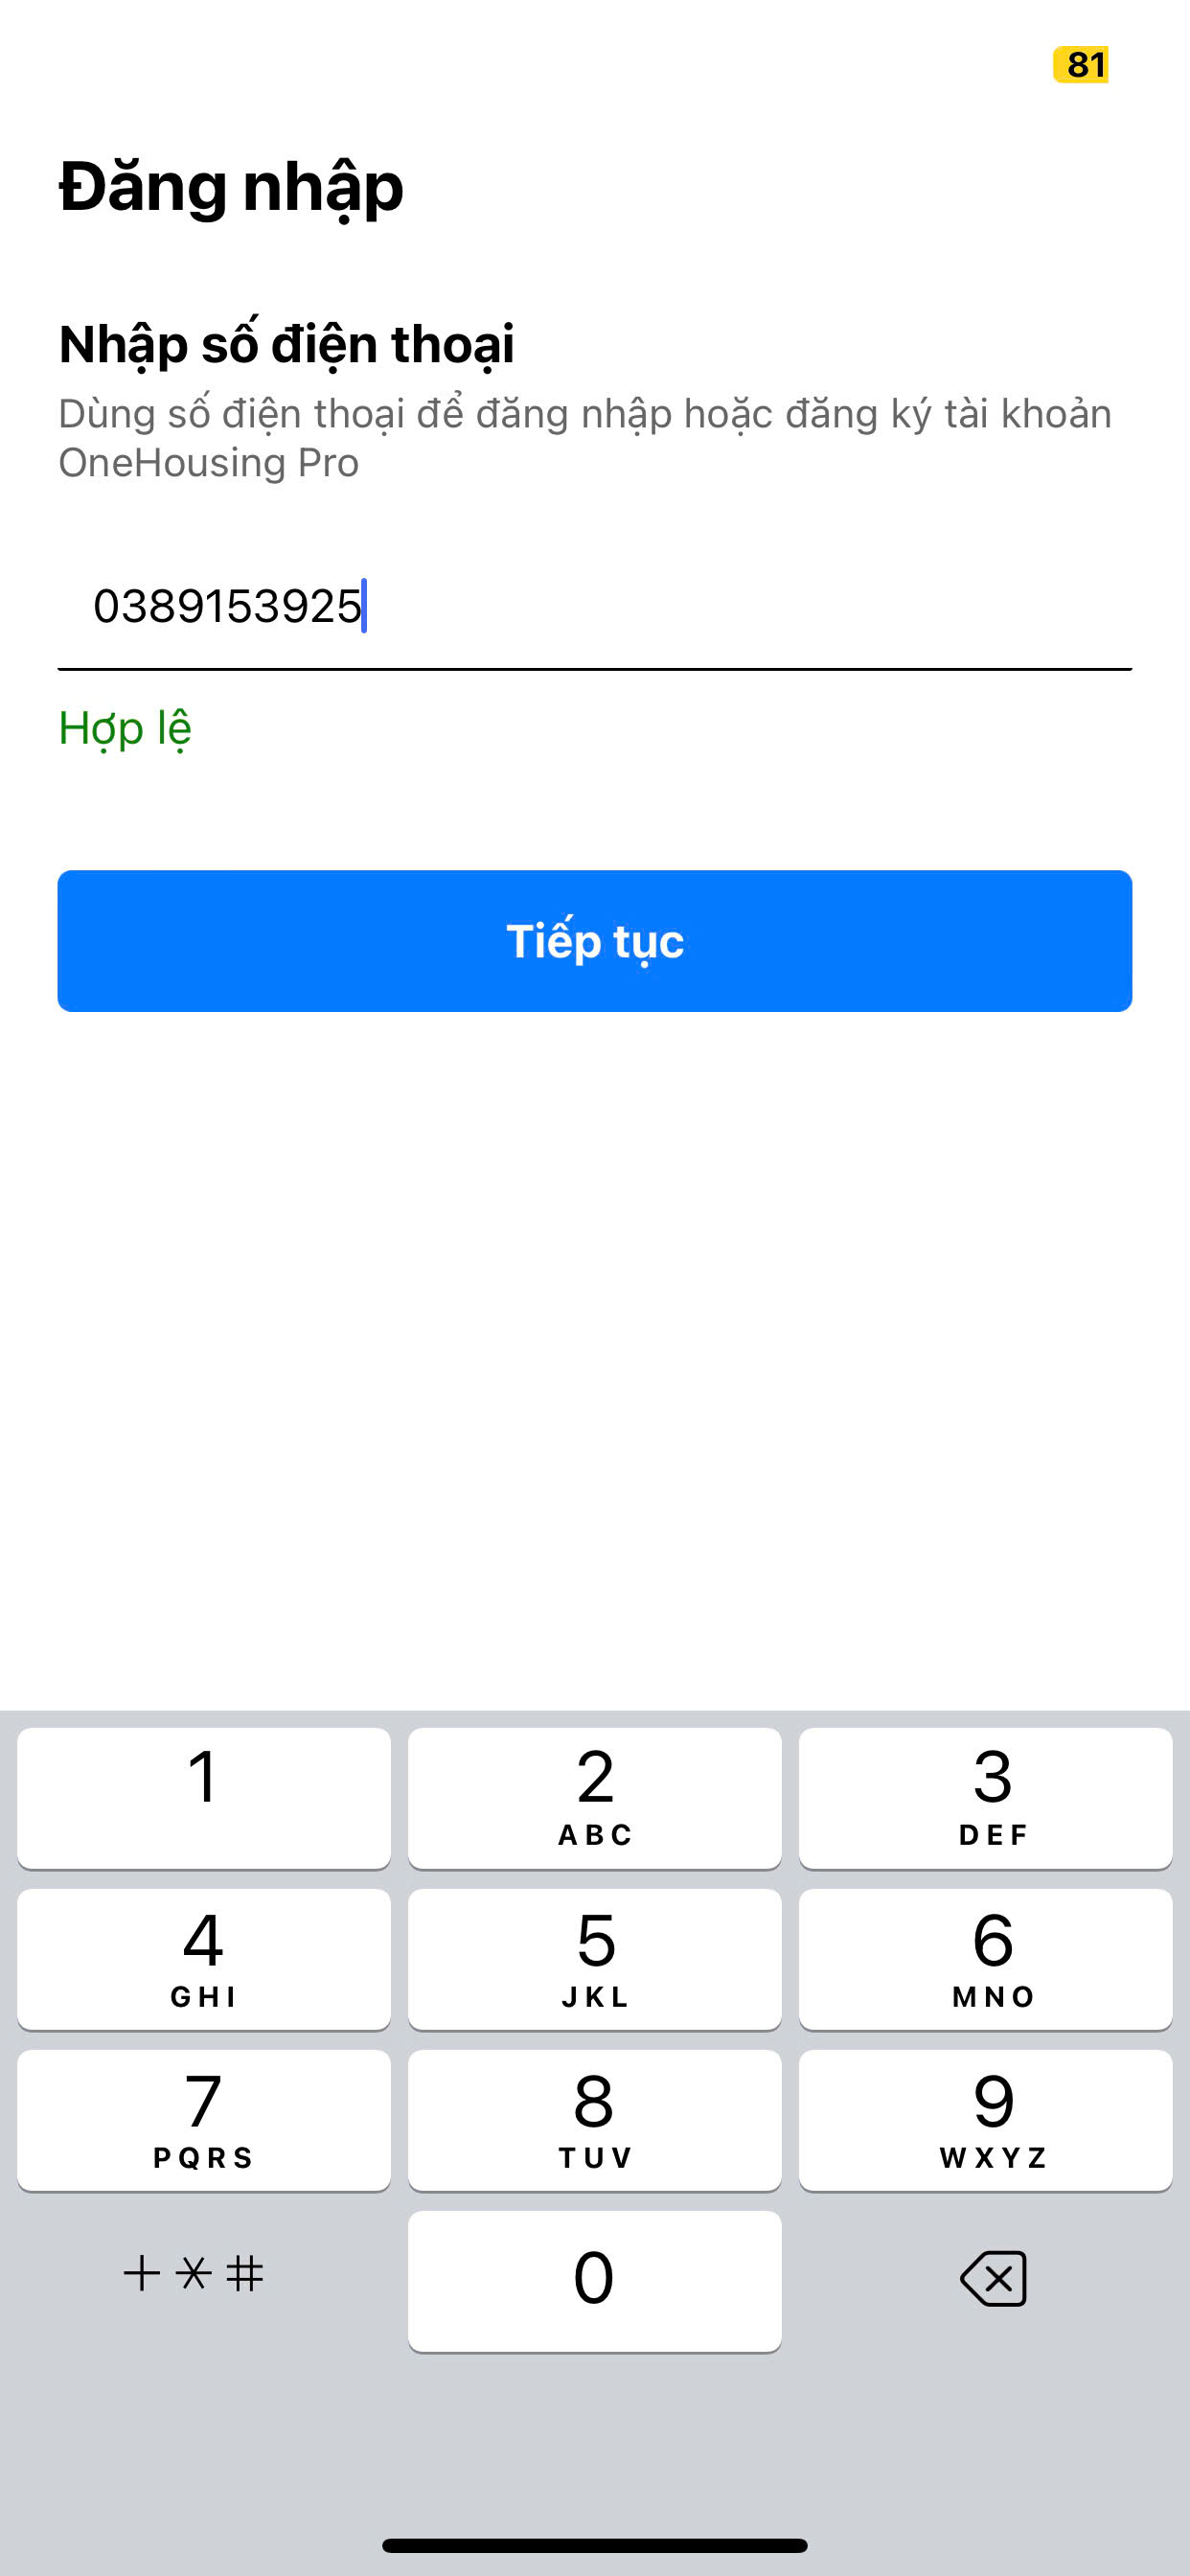 81
Đăng nhập
Nhập số điện thoại
Dùng số điện thoại để đăng nhập hoặc đăng ký tài khoản
OneHousing Pro
0389153925
Hợp lệ
Tiếp tục
1 2 3
ABC DEF
4 5 6
GHI JKL MNO
7 8 9
PQRS TUV WXYZ
+*# 0